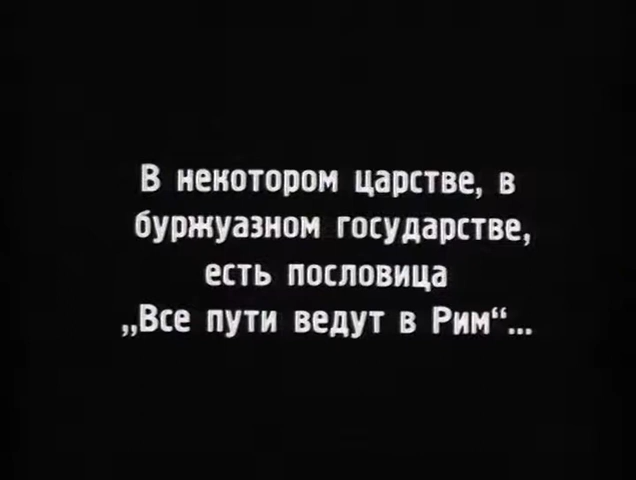 В некотором царстве, в
буржуазном государстве,
есть пословица
„Все пути ведут в Рим“...